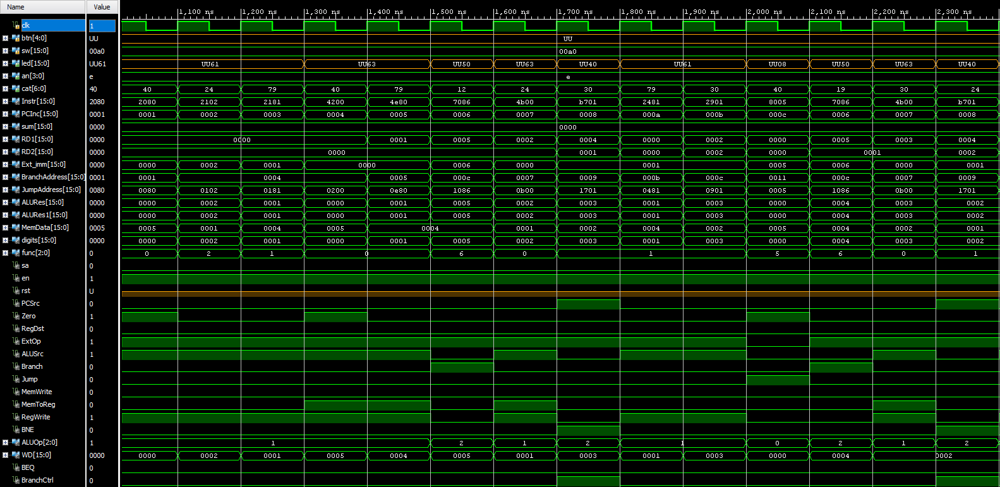 Name Value 1,100 ns 1,200 ns 1,300 ns 1,400 ns 1,500 ns 1,600 ns 1,700 ns 1,800 ns 1,900 ns 2,000 ns 2,100 ns 2,200 ns 2,300 ns
clk 1
btn[4:0] UU UU
sw[15:0] 00a0 00a0
led[15:0] UU61 UU61 UU63 UU50 UU63 UU40 UU61 UU08 UU50 UU63 UU40
an[3:0] e e
cat[6:0] 40 40 24 79 40 79 12 24 30 79 30 40 19 30 24
Instr[15:0] 2080 2080 2102 2181 4200 4e80 7086 4b00 b701 2481 2901 8005 7086 4b00 b701
PCInc[15:0] 0001 0001 0002 0003 0004 0005 0006 0007 0008 000a 000b 000c 0006 0007 0008
sum[15:0] 0000 0000
RD1[15:0] 0000 0000 0001 0005 0002 0004 0000 0002 0000 0005 0003 0004
RD2[15:0] 0000 0000 0001 0000 0002 0000 0001 0002
Ext_imm[15:0] 0000 0000 0002 0001 0000 0006 0000 0001 0005 0006 0000 0001
BranchAddress[15:0] 0001 0001 0004 0005 000c 0007 0009 000b 000c 0011 000c 0007 0009
JumpAddress[15:0] 0080 0080 0102 0181 0200 0e80 1086 0b00 1701 0481 0901 0005 1086 0b00 1701
ALURes[15:0] 0000 0000 0002 0001 0000 0001 0005 0002 0003 0001 0003 0000 0004 0003 0002
ALURes1[15:0] 0000 0000 0002 0001 0000 0001 0005 0002 0003 0001 0003 0000 0004 0003 0002
MemData[15:0] 0005 0005 0001 0004 0005 0004 0001 0002 0004 0002 0005 0004 0002 0001
digits[15:0] 0000 0000 0002 0001 0000 0001 0005 0002 0003 0001 0003 0000 0004 0003 0002
func[2:0] 0 0 2 1 0 6 0 1 5 6 0 1
sa 0
en 1
rst U
PCSrc 0
Zero 1
RegDst 0
ExtOp 1
ALUSrc 1
Branch 0
Jump 0
MemWrite 0
MemToReg 0
RegWrite 1
BNE 0
ALUOp[2:0] 1 1 2 1 2 1 0 2 1 2
WD[15:0] 0000 0000 0002 0001 0005 0004 0005 0001 0003 0001 0003 0000 0004 0002
BEQ 0
BranchCtrl 0